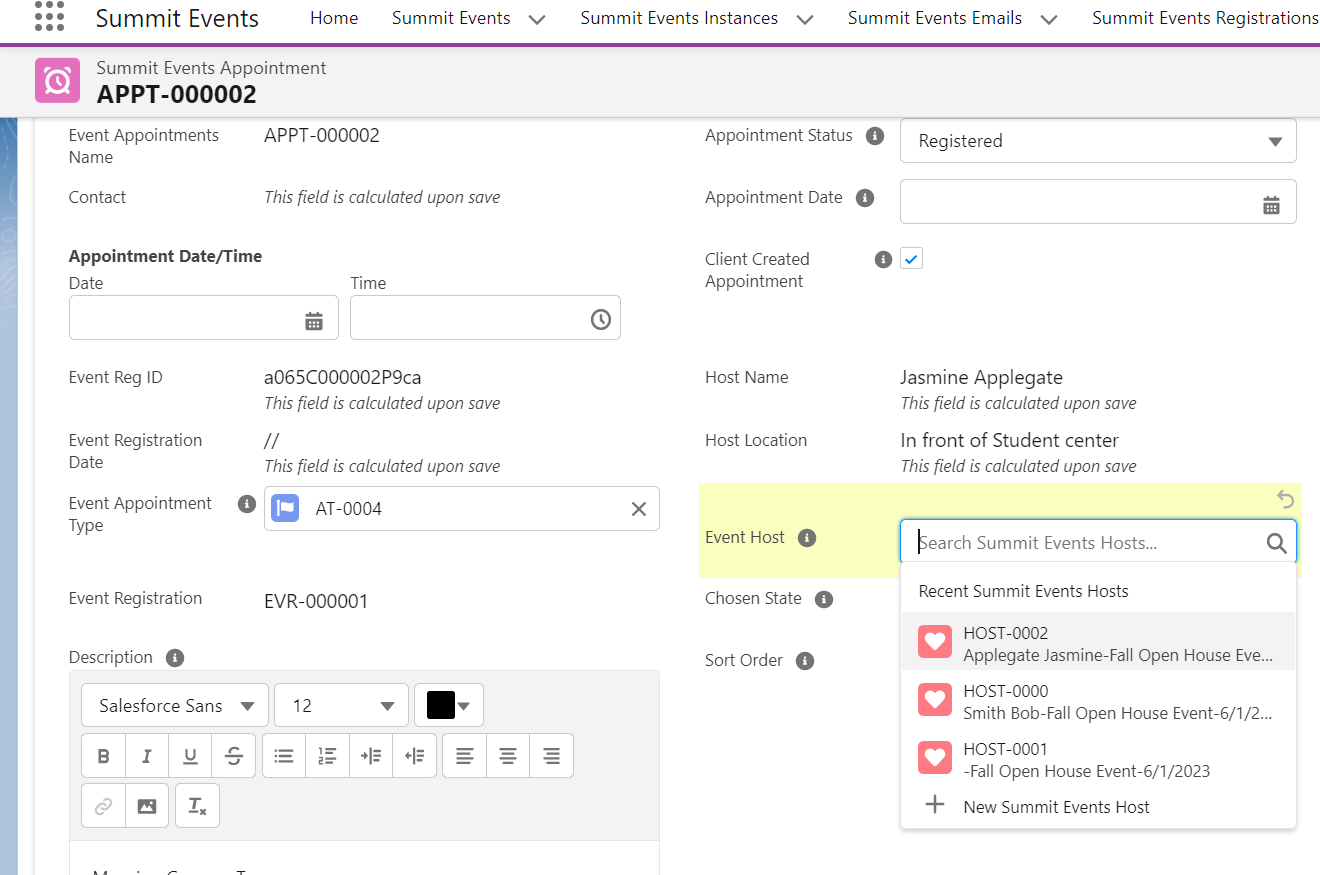 Summit Events
Home
Summit Events
Summit Events Instances
Summit Events Emails
Summit Events Registrations
Summit Events Appointment
APPT-000002
Event Appointments
Name
APPT-000002
Contact
This field is calculated upon save
Appointment Date/Time
Date
Time
Event Reg ID
a065C000002P9ca
This field is calculated upon save
Event Registration
Date
//
This field is calculated upon save
Event Appointment
Type
AT-0004
Event Registration
EVR-000001
Description
Salesforce Sans
12
B I U S
Appointment Status
Registered
Appointment Date
Client Created
Appointment
Host Name
Jasmine Applegate
This field is calculated upon save
Host Location
In front of Student center
This field is calculated upon save
Event Host
Search Summit Events Hosts...
Recent Summit Events Hosts
HOST-0002
Applegate Jasmine-Fall Open House Eve...
HOST-0000
Smith Bob-Fall Open House Event-6/1/2...
HOST-0001
-Fall Open House Event-6/1/2023
New Summit Events Host
Chosen State
Sort Order